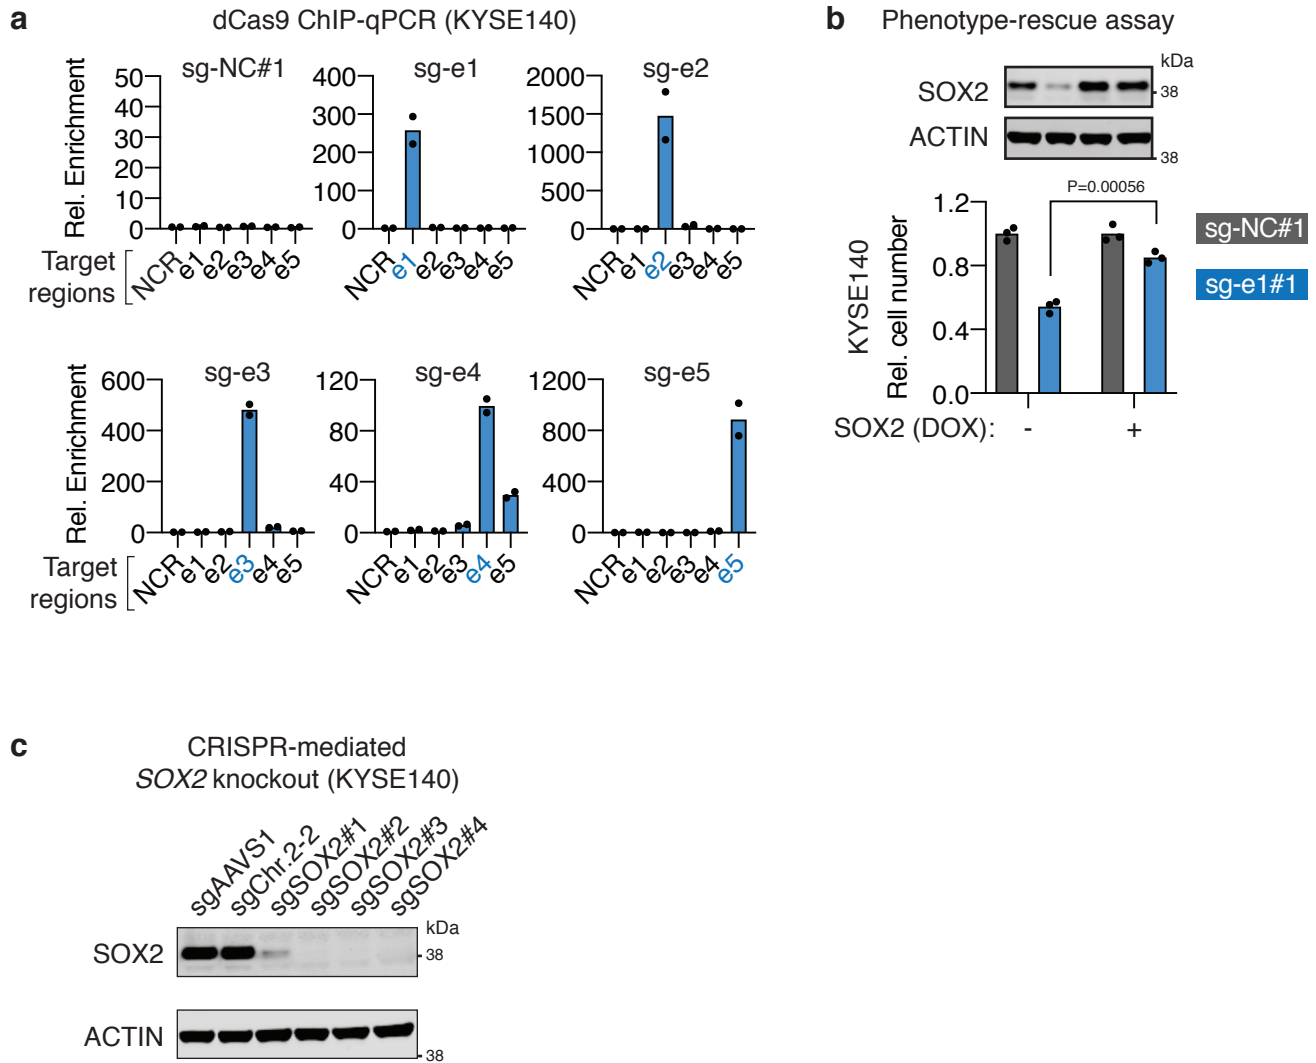 a
dCas9 ChIP-qPCR (KYSE140)
Rel. Enrichment
sg-NC#1
50
40
30
20
10
0
NCR e1 e2 e3 e4 e5
sg-e1
400
300
200
100
0
NCR e1 e2 e3 e4 e5
sg-e2
2000
1500
1000
500
0
NCR e1 e2 e3 e4 e5
Target
regions
Rel. Enrichment
sg-e3
600
400
200
0
NCR e1 e2 e3 e4 e5
sg-e4
120
80
40
0
NCR e1 e2 e3 e4 e5
sg-e5
1200
800
400
0
NCR e1 e2 e3 e4 e5
Target
regions
b
Phenotype-rescue assay
kDa
SOX2
38
ACTIN
38
P=0.00056
KYSE140
Rel. cell number
1.2
0.8
0.4
0.0
SOX2 (DOX): - +
sg-NC#1
sg-e1#1
c
CRISPR-mediated
SOX2 knockout (KYSE140)
sgAAVS1
sgChr.2-2
sgSOX2#1
sgSOX2#2
sgSOX2#3
sgSOX2#4
kDa
SOX2
38
ACTIN
38